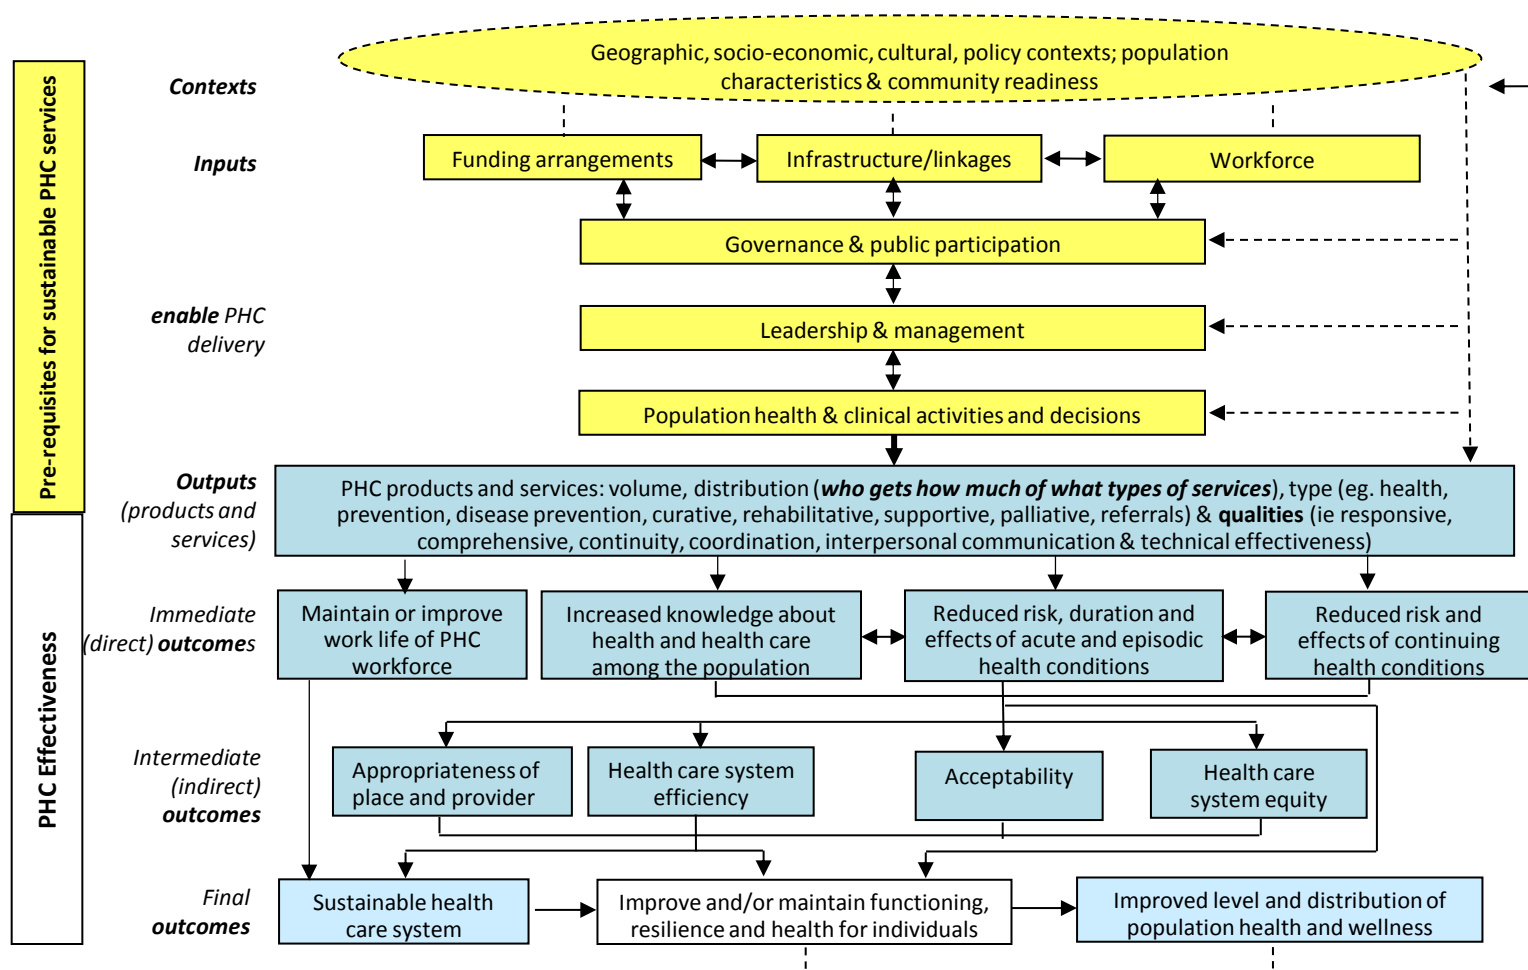 Geographic, socio-economic, cultural, policy contexts; population
characteristics & community readiness
Pre-requisites for sustainable PHC services
Contexts
Inputs
Funding arrangements
Infrastructure/linkages
Workforce
Governance & public participation
enable PHC
delivery
Leadership & management
Population health & clinical activities and decisions
Outputs
(products and
services)
PHC products and services: volume, distribution (who gets how much of what types of services), type (eg. health,
prevention, disease prevention, curative, rehabilitative, supportive, palliative, referrals) & qualities (ie responsive,
comprehensive, continuity, coordination, interpersonal communication & technical effectiveness)
PHC Effectiveness
Immediate
(direct) outcomes
Maintain or improve
work life of PHC
workforce
Increased knowledge about
health and health care
among the population
Reduced risk, duration and
effects of acute and episodic
health conditions
Reduced risk and
effects of continuing
health conditions
Intermediate
(indirect)
outcomes
Appropriateness of
place and provider
Health care system
efficiency
Acceptability
Health care
system equity
Final
outcomes
Sustainable health
care system
Improve and/or maintain functioning,
resilience and health for individuals
Improved level and distribution of
population health and wellness